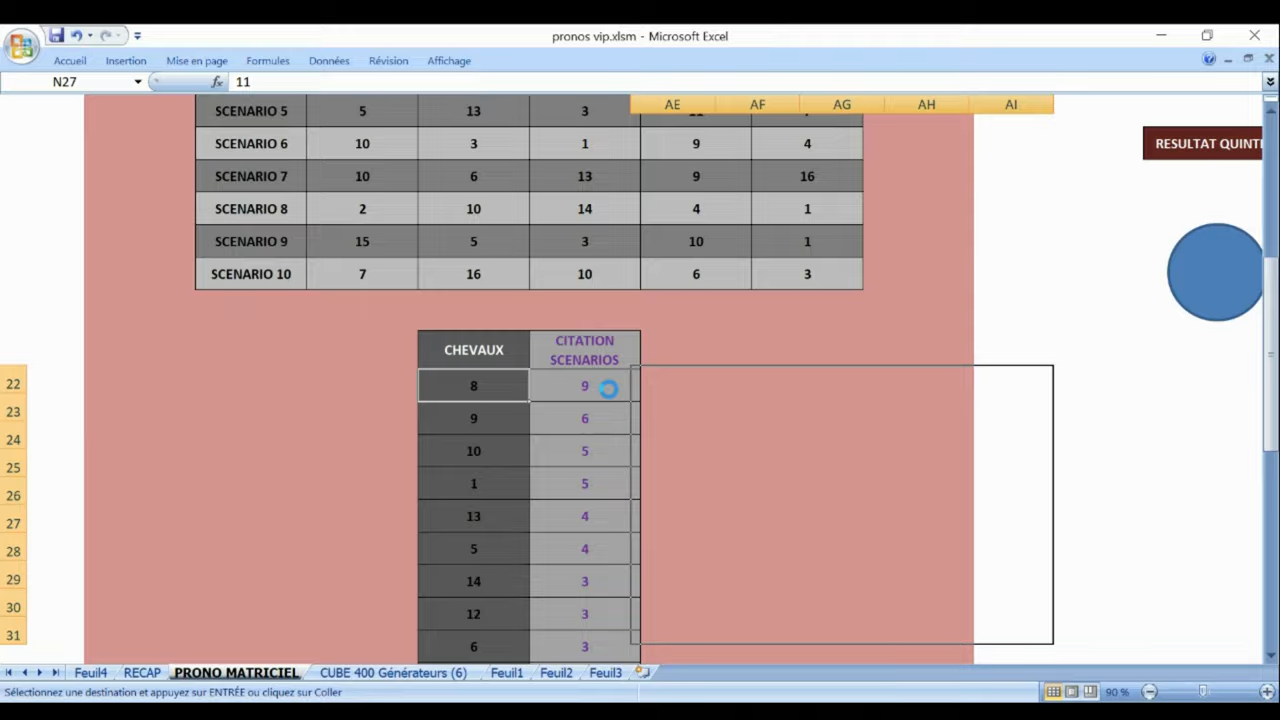 pronos vip.xlsm - Microsoft Excel
Accueil Insertion Mise en page Formules Données Révision Affichage
N27 fx 11
AE AF AG AH AI
SCENARIO 5 5 13 3
SCENARIO 6 10 3 1 9 4
RESULTAT QUINT
SCENARIO 7 10 6 13 9 16
SCENARIO 8 2 10 14 4 1
SCENARIO 9 15 5 3 10 1
SCENARIO 10 7 16 10 6 3
CHEVAUX CITATION SCENARIOS
22 8 9
23 9 6
24
25 10 5
26 1 5
27 13 4
28 5 4
29 14 3
30 12 3
31 6 3
Feuil4 RECAP PRONO MATRICIEL CUBE 400 Générateurs (6) Feuil1 Feuil2 Feuil3
Sélectionnez une destination et appuyez sur ENTRÉE ou cliquez sur Coller 90 %